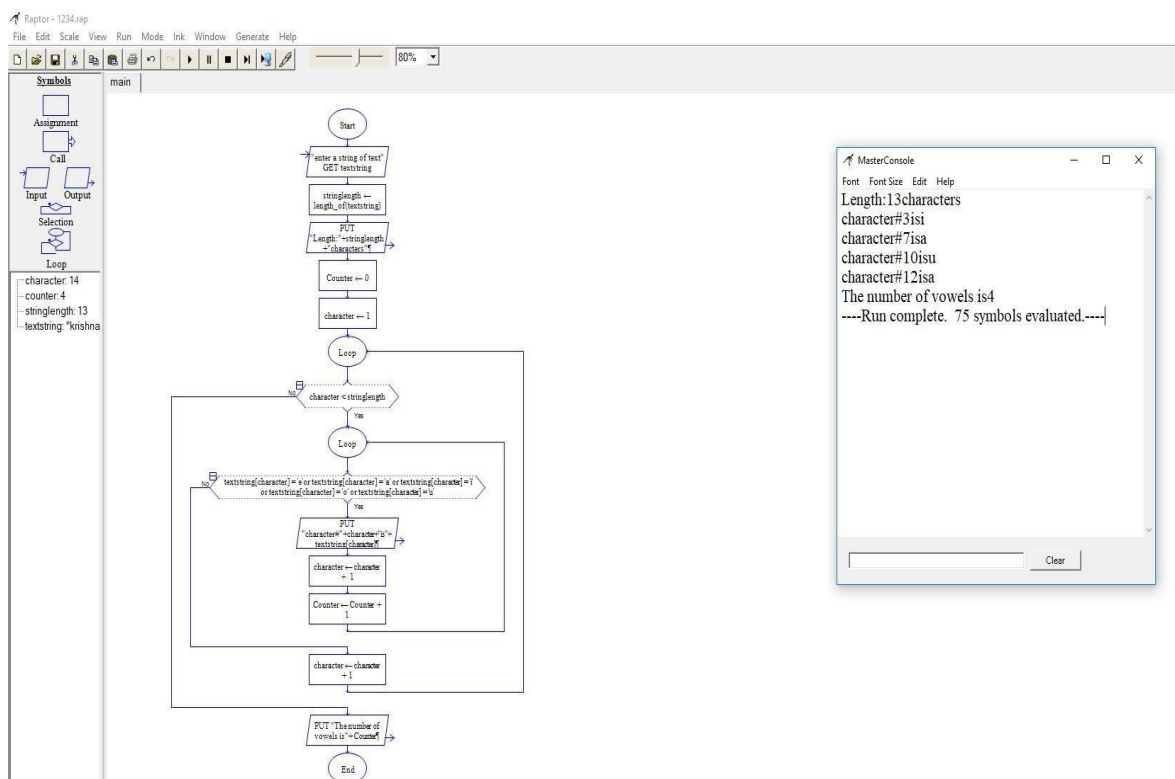 Raptor - 1234.rap
File Edit Scale View Run Mode Ink Window Generate Help
80%
Symbols
main
Assignment
Call
Input Output
Selection
Loop
character: 14
counter: 4
stringlength: 13
textstring: "krishna
Start
"enter a string of text"
GET textstring
stringlength ←
length_of(textstring)
PUT
"Length:"+stringlength
+"characters"¶
Counter ← 0
character ← 1
Loop
No
character < stringlength
Yes
Loop
No
textstring[character] = 'e' or textstring[character] = 'a' or textstring[character] = 'i'
or textstring[character] = 'o' or textstring[character] = 'u'
Yes
PUT
"character#"+character+"is"+
textstring[character]¶
character ← character
+ 1
Counter ← Counter +
1
character ← character
+ 1
PUT "The number of
vowels is"+Counter¶
End
MasterConsole
Font Font Size Edit Help
Length:13characters
character#3isi
character#7isa
character#10isu
character#12isa
The number of vowels is4
----Run complete. 75 symbols evaluated.----
Clear